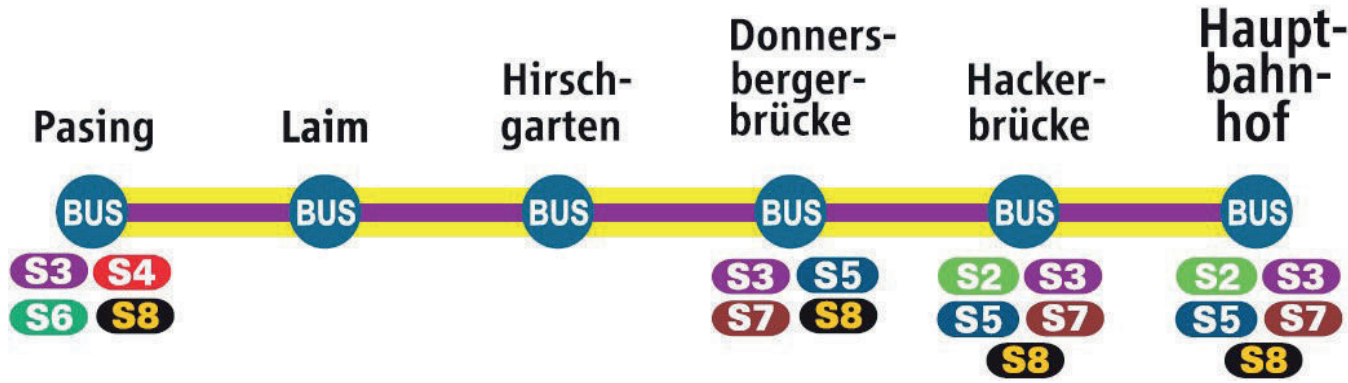 Pasing
Laim
Hirsch-
garten
Donners-
berger-
brücke
Hacker-
brücke
Haupt-
bahn-
hof
BUS BUS BUS BUS BUS BUS
S3 S4
S6 S8
S3 S5
S7 S8
S2 S3
S5 S7
S8
S2 S3
S5 S7
S8